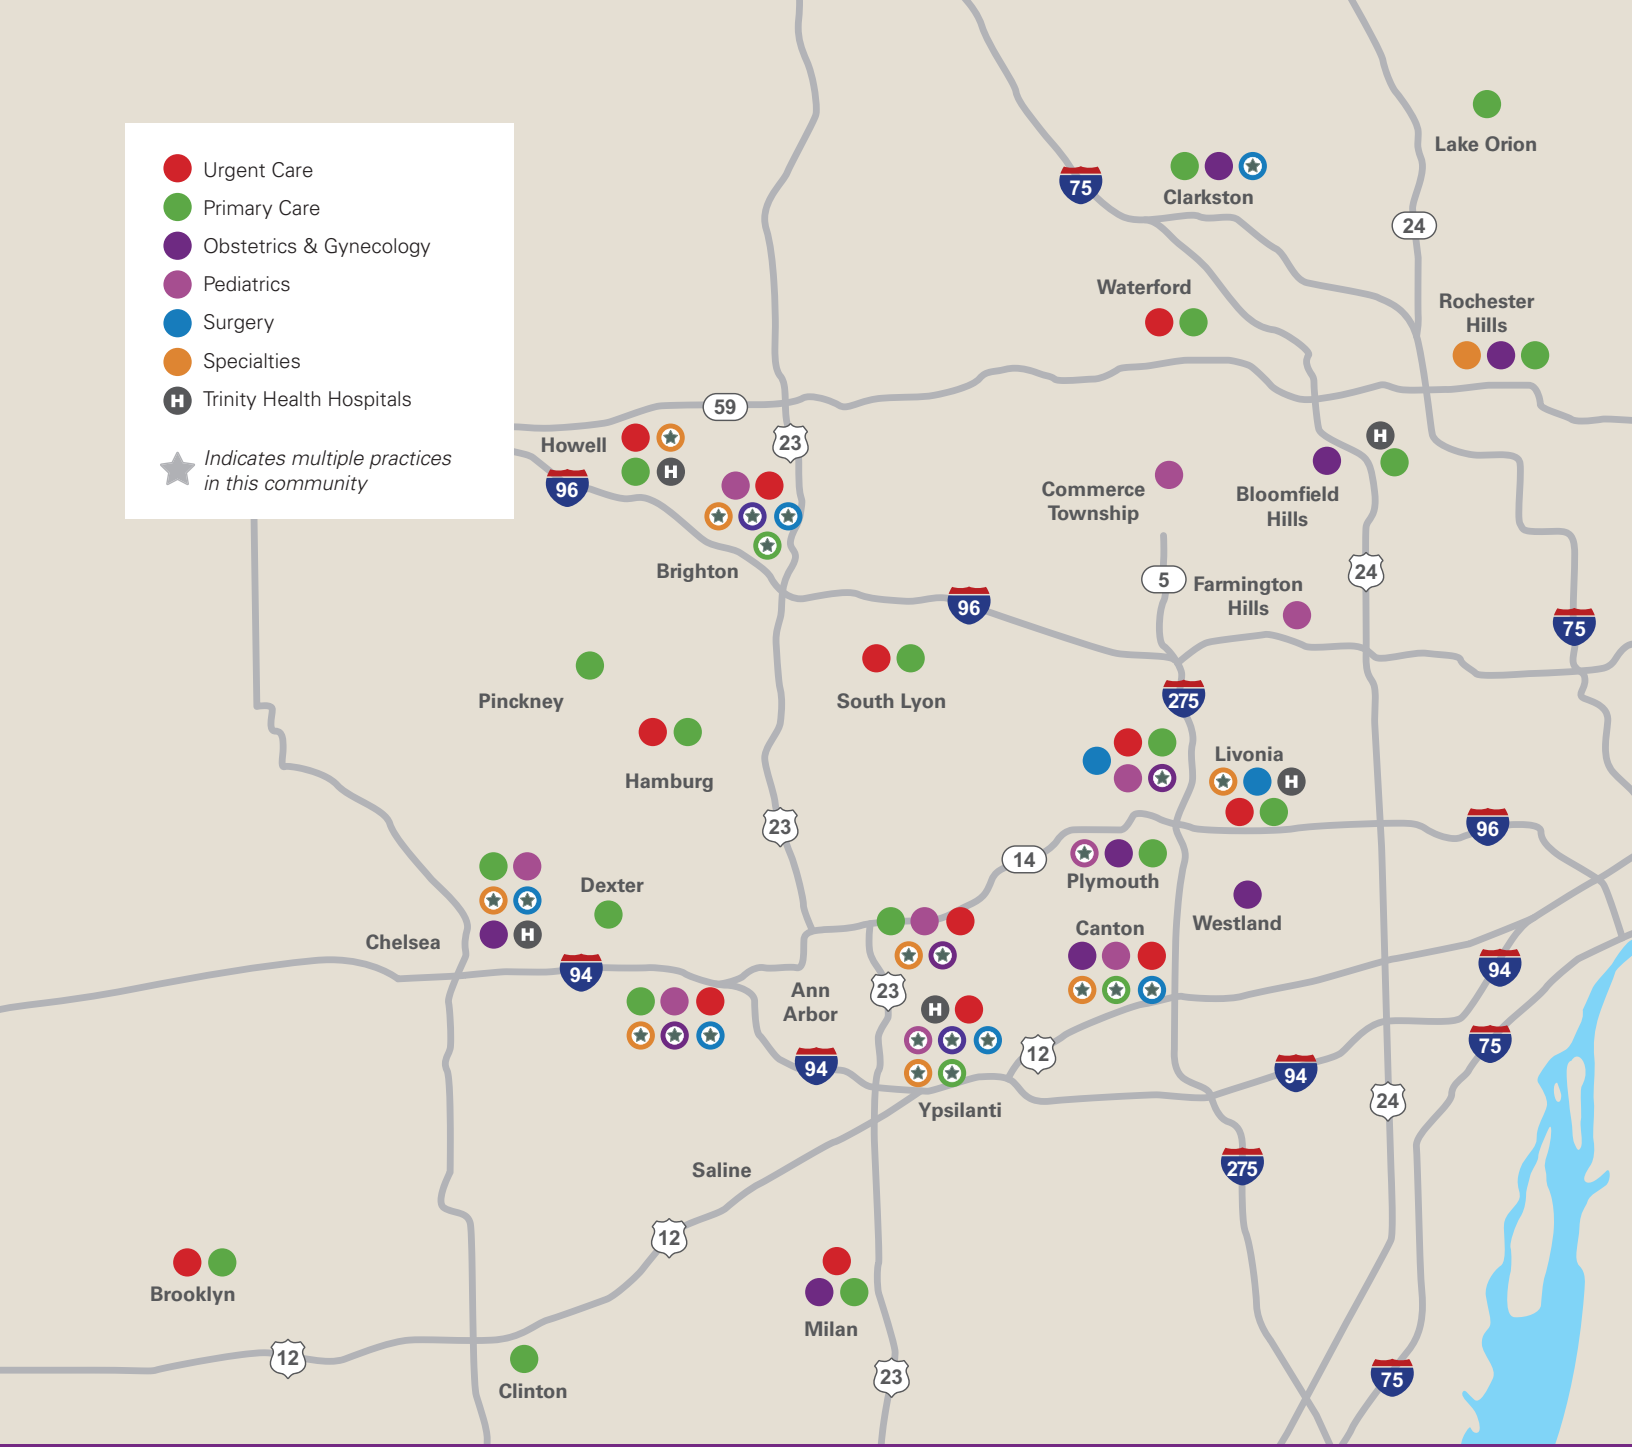 Urgent Care
Primary Care
Obstetrics & Gynecology
Pediatrics
Surgery
Specialties
H Trinity Health Hospitals
Indicates multiple practices
in this community
Lake Orion
75
Clarkston
24
Waterford
Rochester
Hills
59
Howell
23
H
H
96
Commerce
Township
Bloomfield
Hills
Brighton
5
24
Farmington
Hills
96
75
Pinckney
South Lyon
275
Hamburg
Livonia
H
23
96
14
Plymouth
Dexter
Westland
Chelsea
H
Canton
94
94
Ann
Arbor
23
H
12
75
94
94
Ypsilanti
24
Saline
275
12
Brooklyn
Milan
12
Clinton
23
75